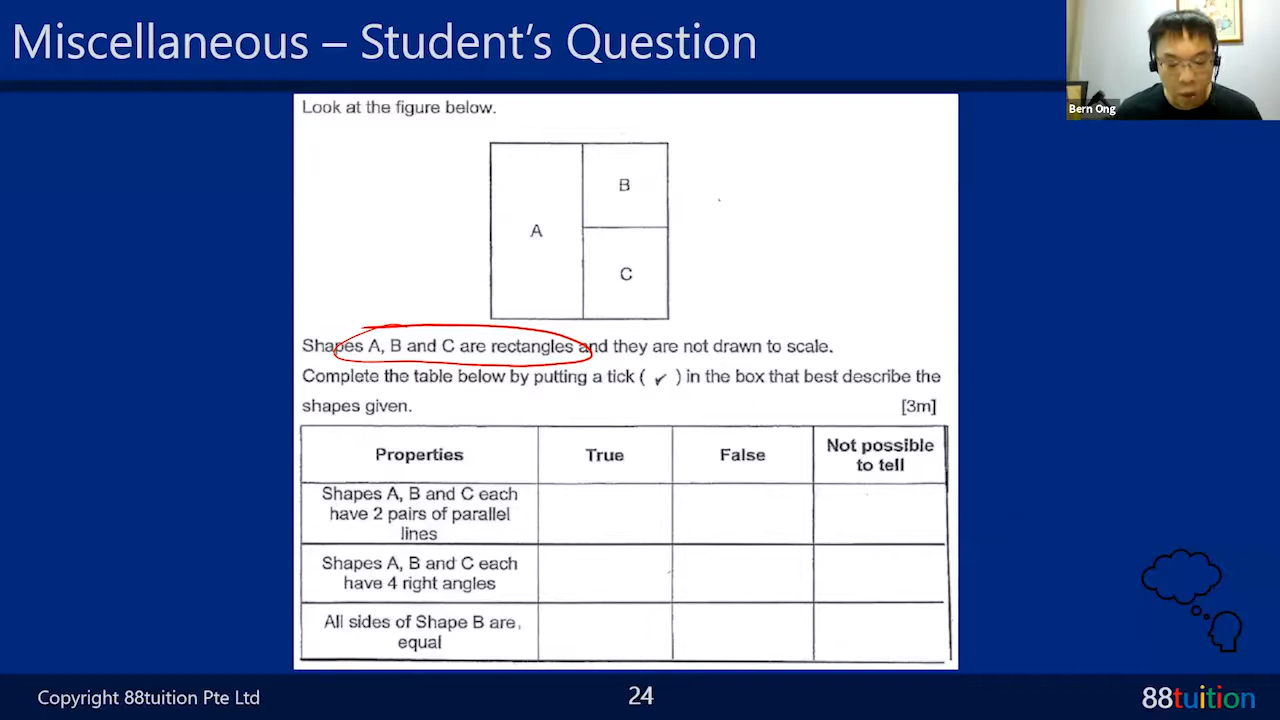 Miscellaneous – Student's Question
Bern Ong
Look at the figure below.
A
B
C
Shapes A, B and C are rectangles and they are not drawn to scale.
Complete the table below by putting a tick ( ✓ ) in the box that best describe the
shapes given. [3m]
Properties
True
False
Not possible
to tell
Shapes A, B and C each
have 2 pairs of parallel
lines
Shapes A, B and C each
have 4 right angles
All sides of Shape B are
equal
Copyright 88tuition Pte Ltd
24
88tuition